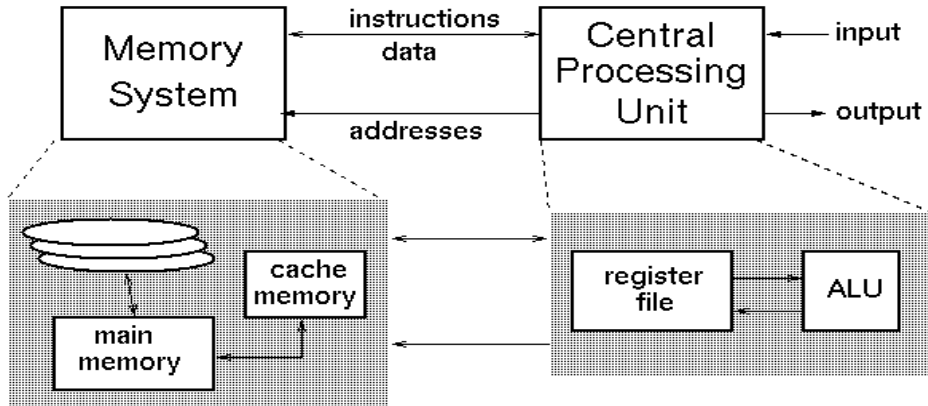 Memory
System
instructions
data
addresses
Central
Processing
Unit
input
output
cache
memory
main
memory
register
file
ALU